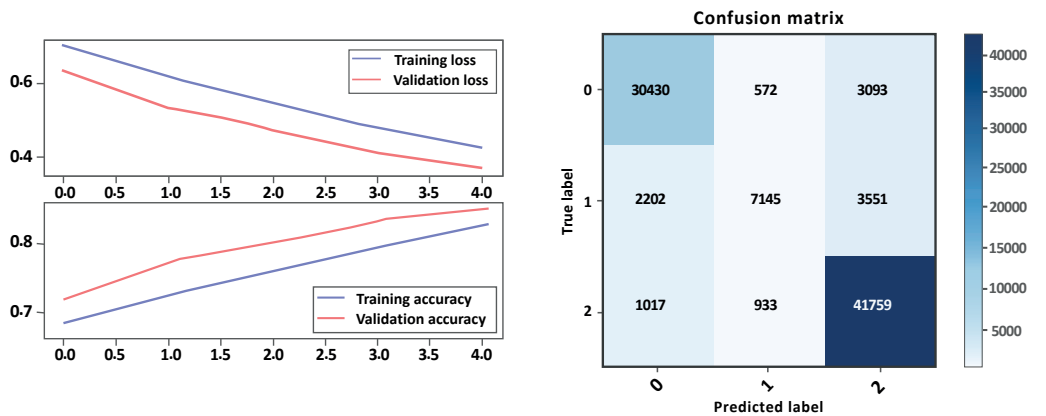 Training loss
Validation loss
0·6
0·4
0·0 0·5 1·0 1·5 2·0 2·5 3·0 3·5 4·0
0·8
0·7
Training accuracy
Validation accuracy
0·0 0·5 1·0 1·5 2·0 2·5 3·0 3·5 4·0
Confusion matrix
True label
0 30430 572 3093
1 2202 7145 3551
2 1017 933 41759
0 1 2
Predicted label
40000
35000
30000
25000
20000
15000
10000
5000